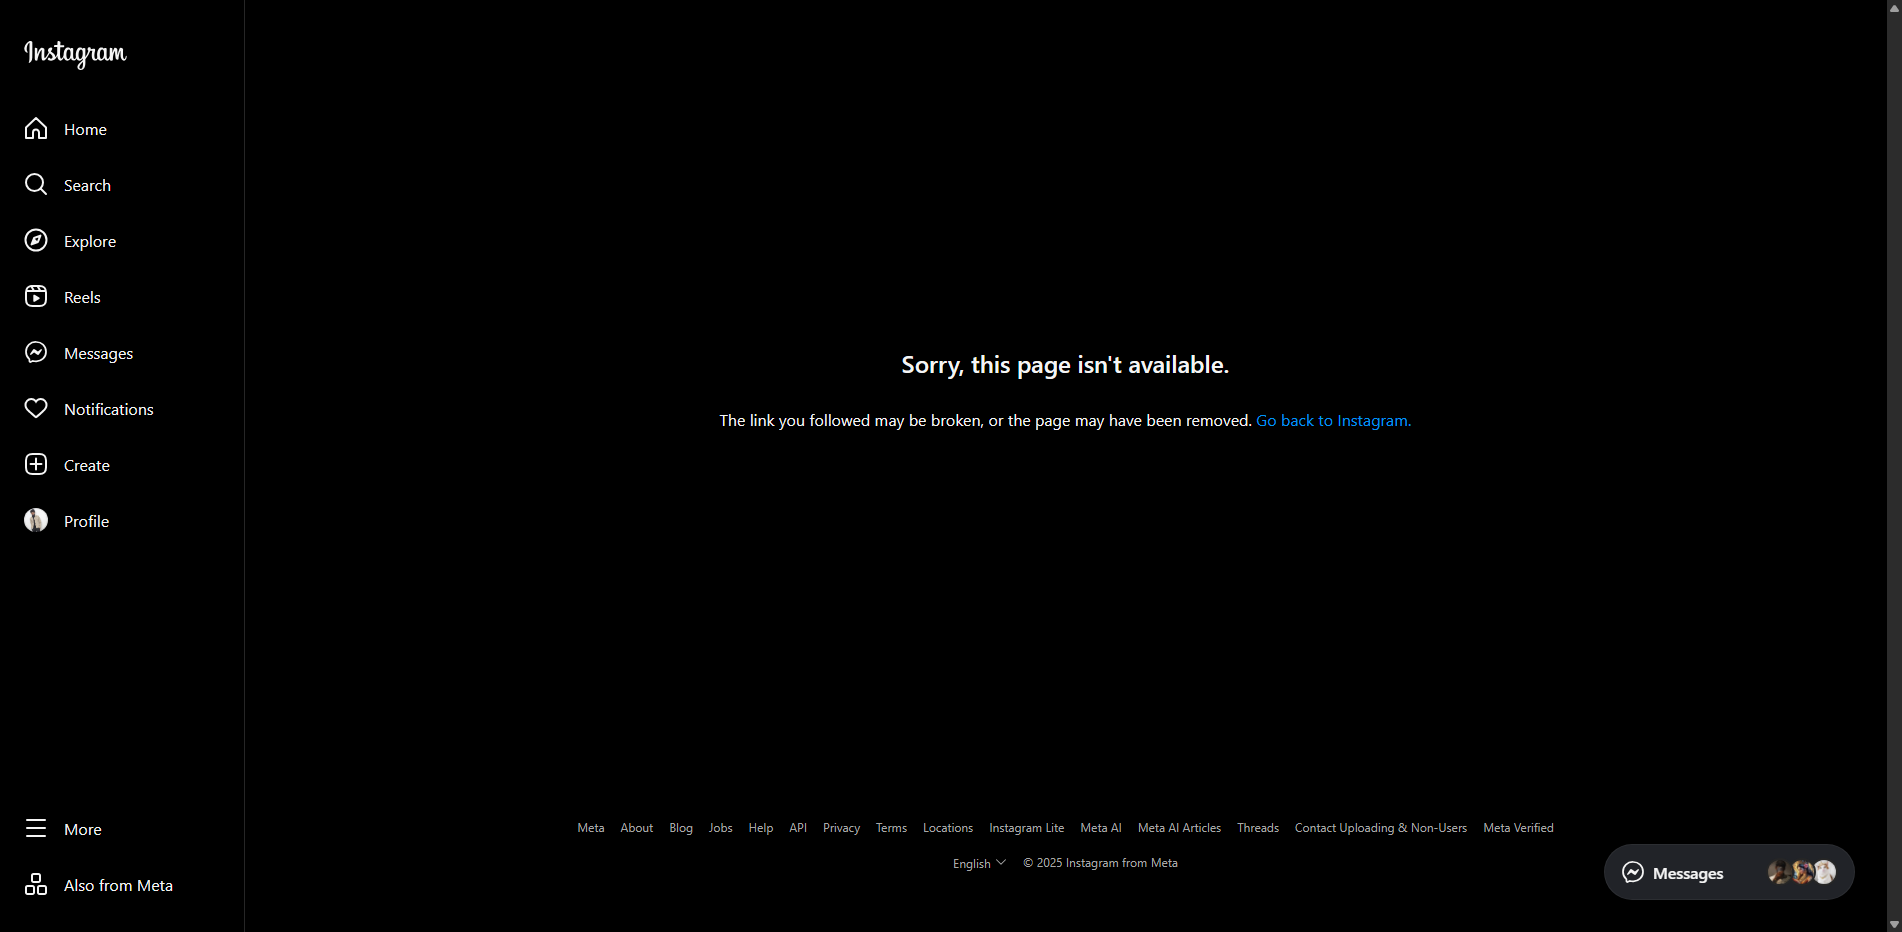 Instagram
Home
Search
Explore
Reels
Messages
Notifications
Create
Profile
More
Also from Meta
Sorry, this page isn't available.
The link you followed may be broken, or the page may have been removed. Go back to Instagram.
Meta About Blog Jobs Help API Privacy Terms Locations Instagram Lite Meta AI Meta AI Articles Threads Contact Uploading & Non-Users Meta Verified
English © 2025 Instagram from Meta
Messages